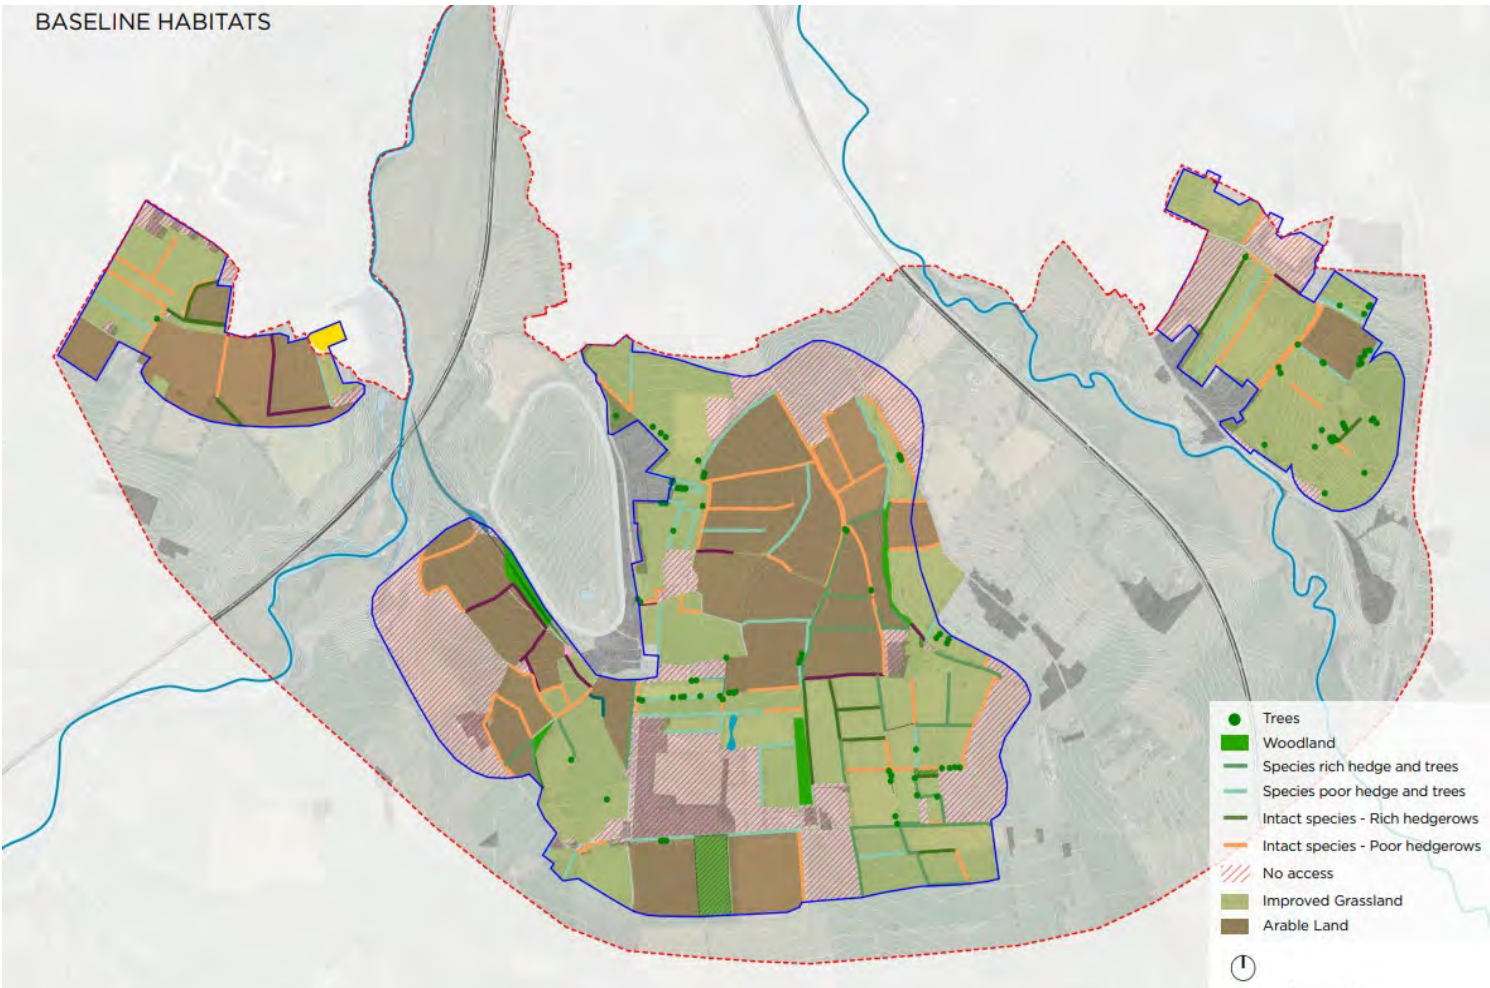 BASELINE HABITATS
Trees
Woodland
Species rich hedge and trees
Species poor hedge and trees
Intact species - Rich hedgerows
Intact species - Poor hedgerows
No access
Improved Grassland
Arable Land